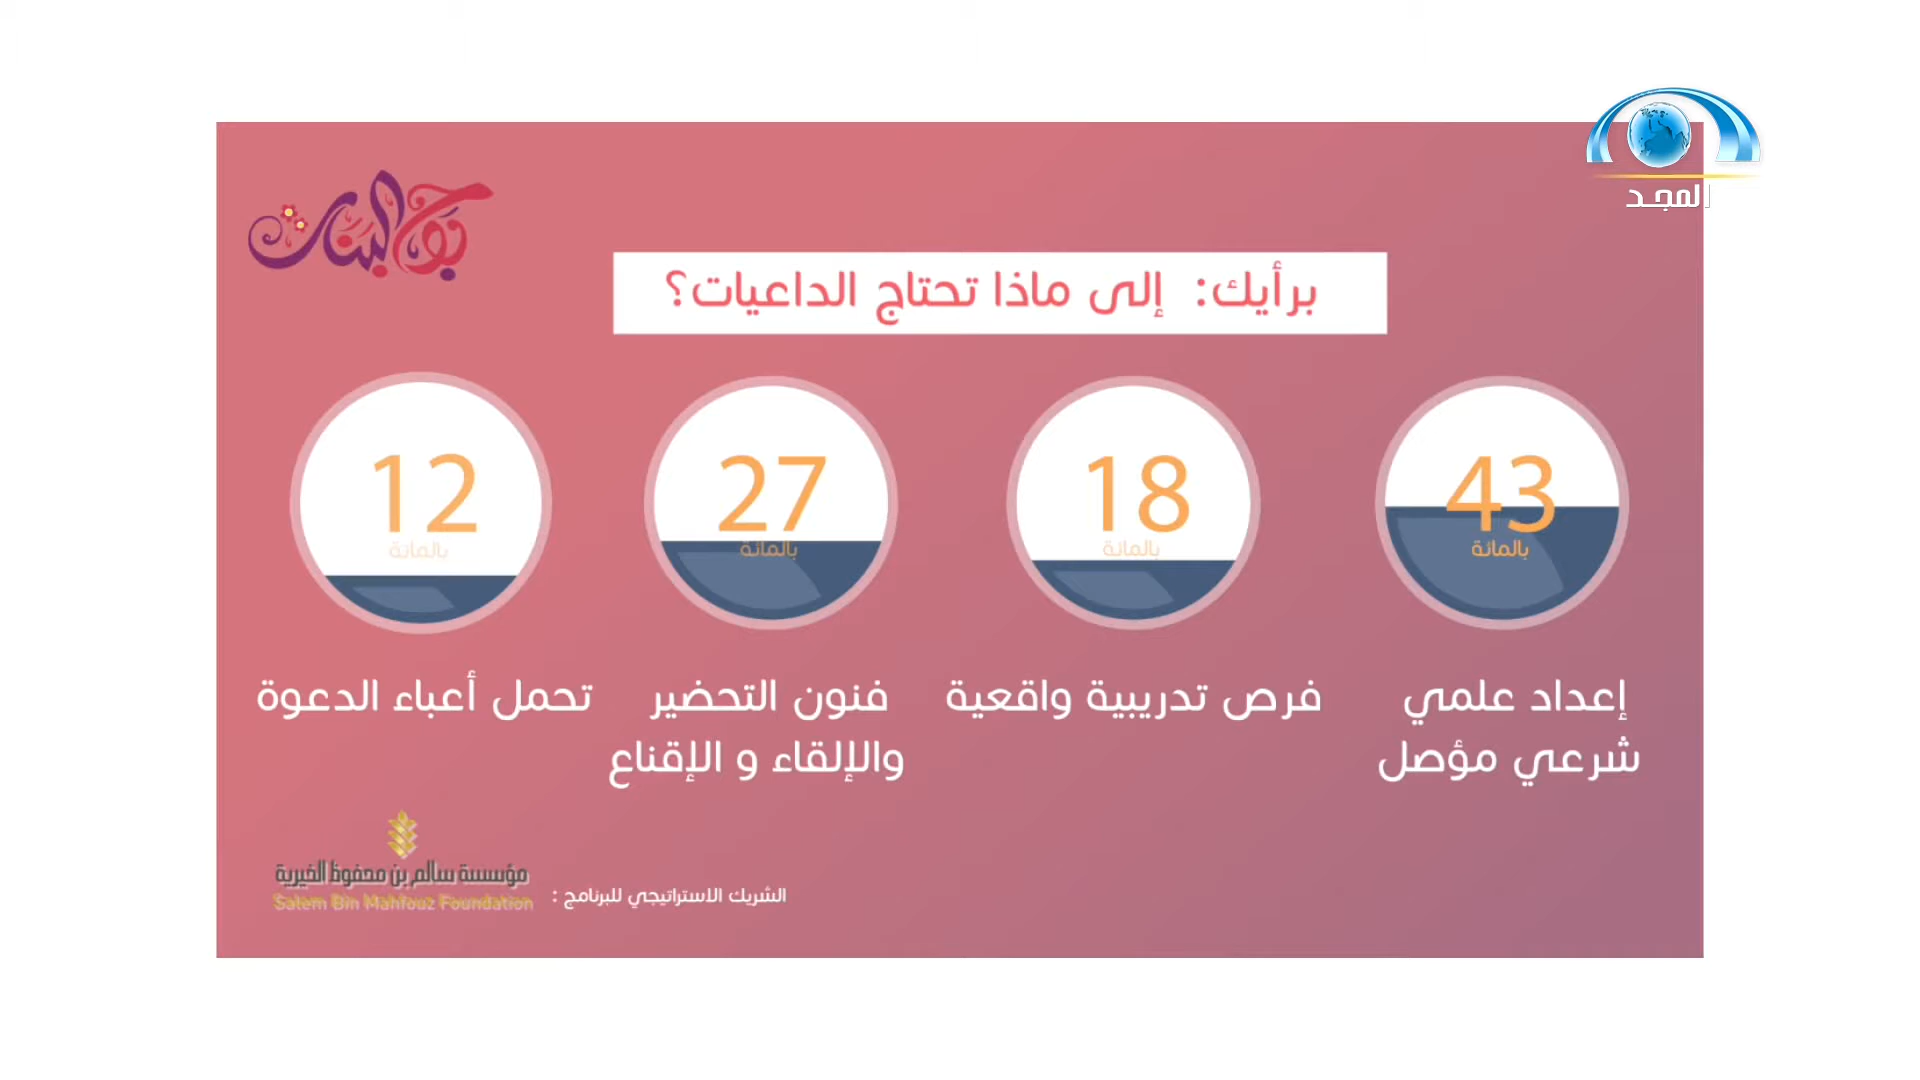 المجد
بوح البنات
برأيك: إلى ماذا تحتاج الداعيات؟
43
بالمائة
18
بالمائة
27
بالمائة
12
بالمائة
إعداد علمي
شرعي مؤصل
فرص تدريبية واقعية
فنون التحضير
والإلقاء و الإقناع
تحمل أعباء الدعوة
الشريك الاستراتيجي للبرنامج :
مؤسسة سالم بن محفوظ الخيرية
Salem Bin Mahfouz Foundation